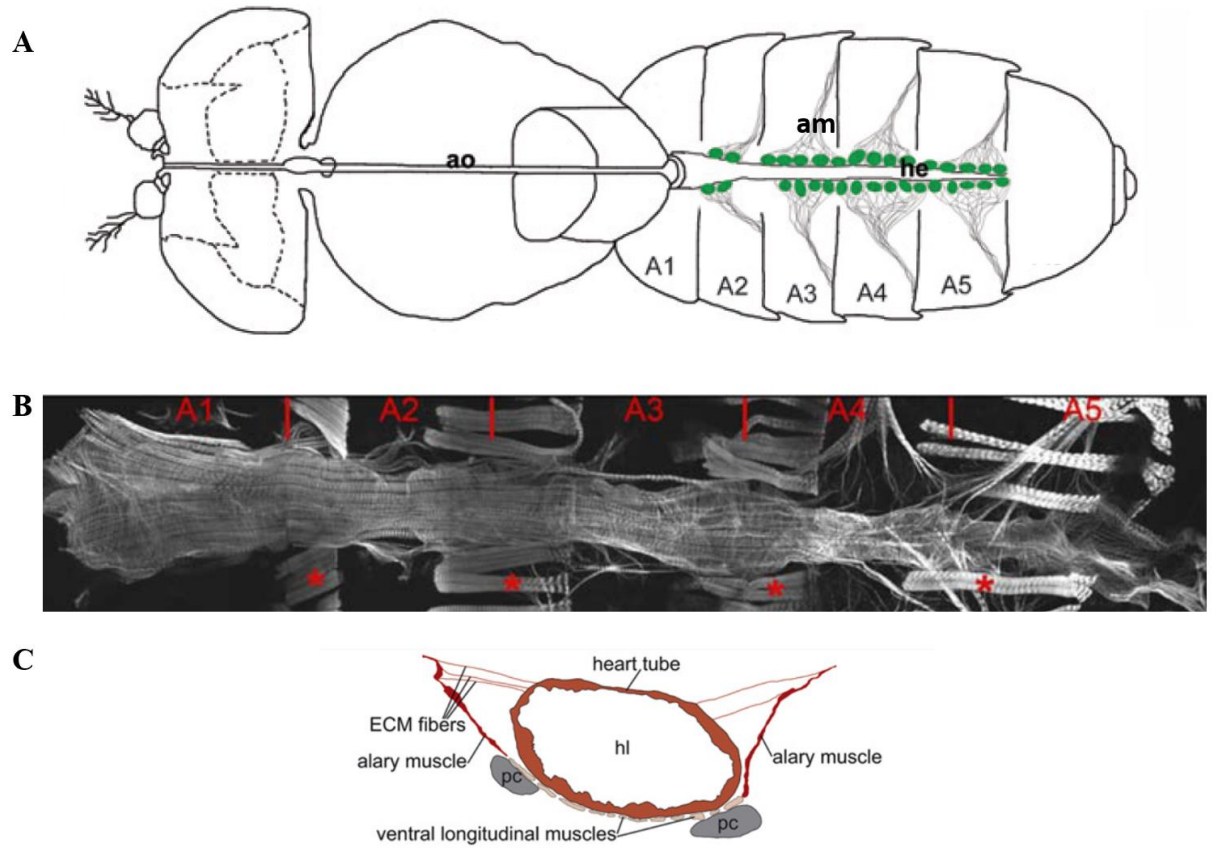 A
ao
am
he
A1
A2
A3
A4
A5
B
A1 | A2 | A3 | A4 | A5
* * * *
C
heart tube
ECM fibers
hl
alary muscle
alary muscle
pc
pc
ventral longitudinal muscles